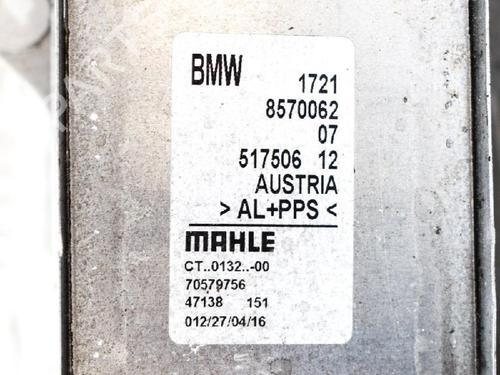 BMW 1721
8570062
07
517506 12
AUSTRIA
> AL+PPS <
MAHLE
CT..0132..-00
70579756
47138 151
012/27/04/16